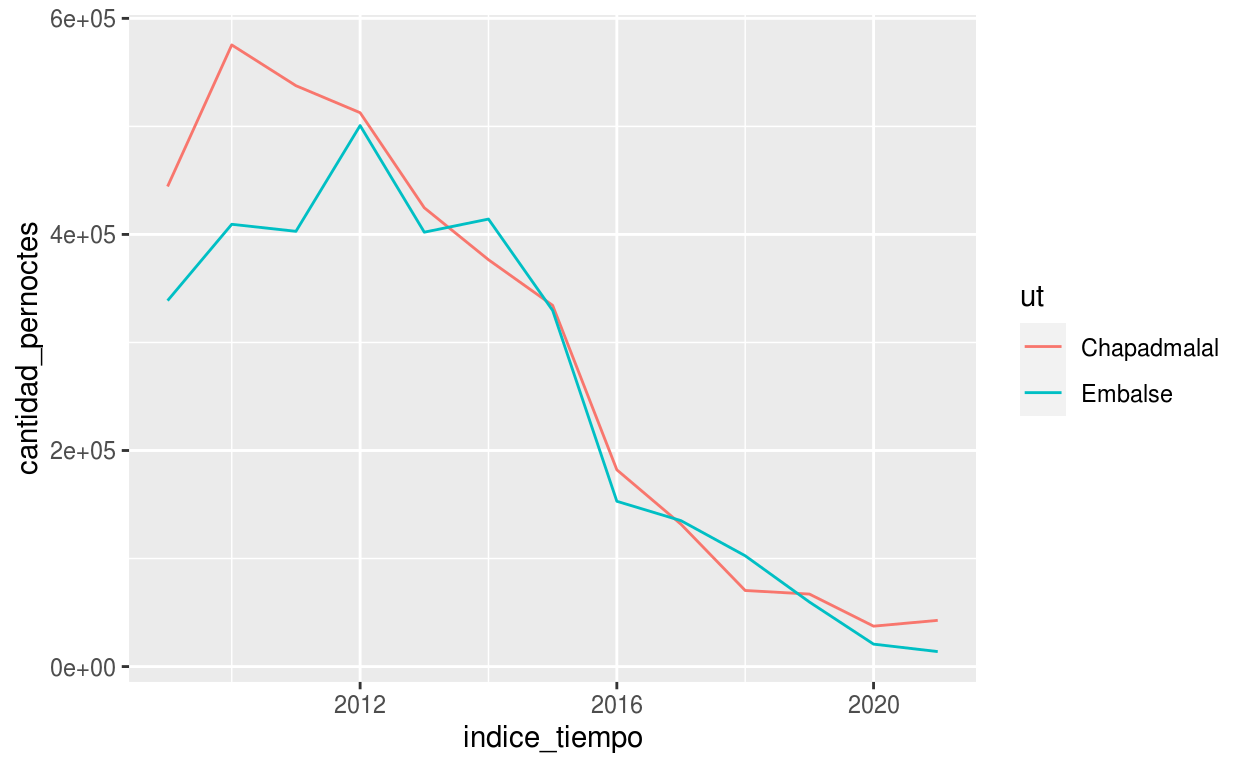 6e+05
4e+05
2e+05
0e+00
cantidad_pernoctes
2012
2016
2020
indice_tiempo
ut
Chapadmalal
Embalse